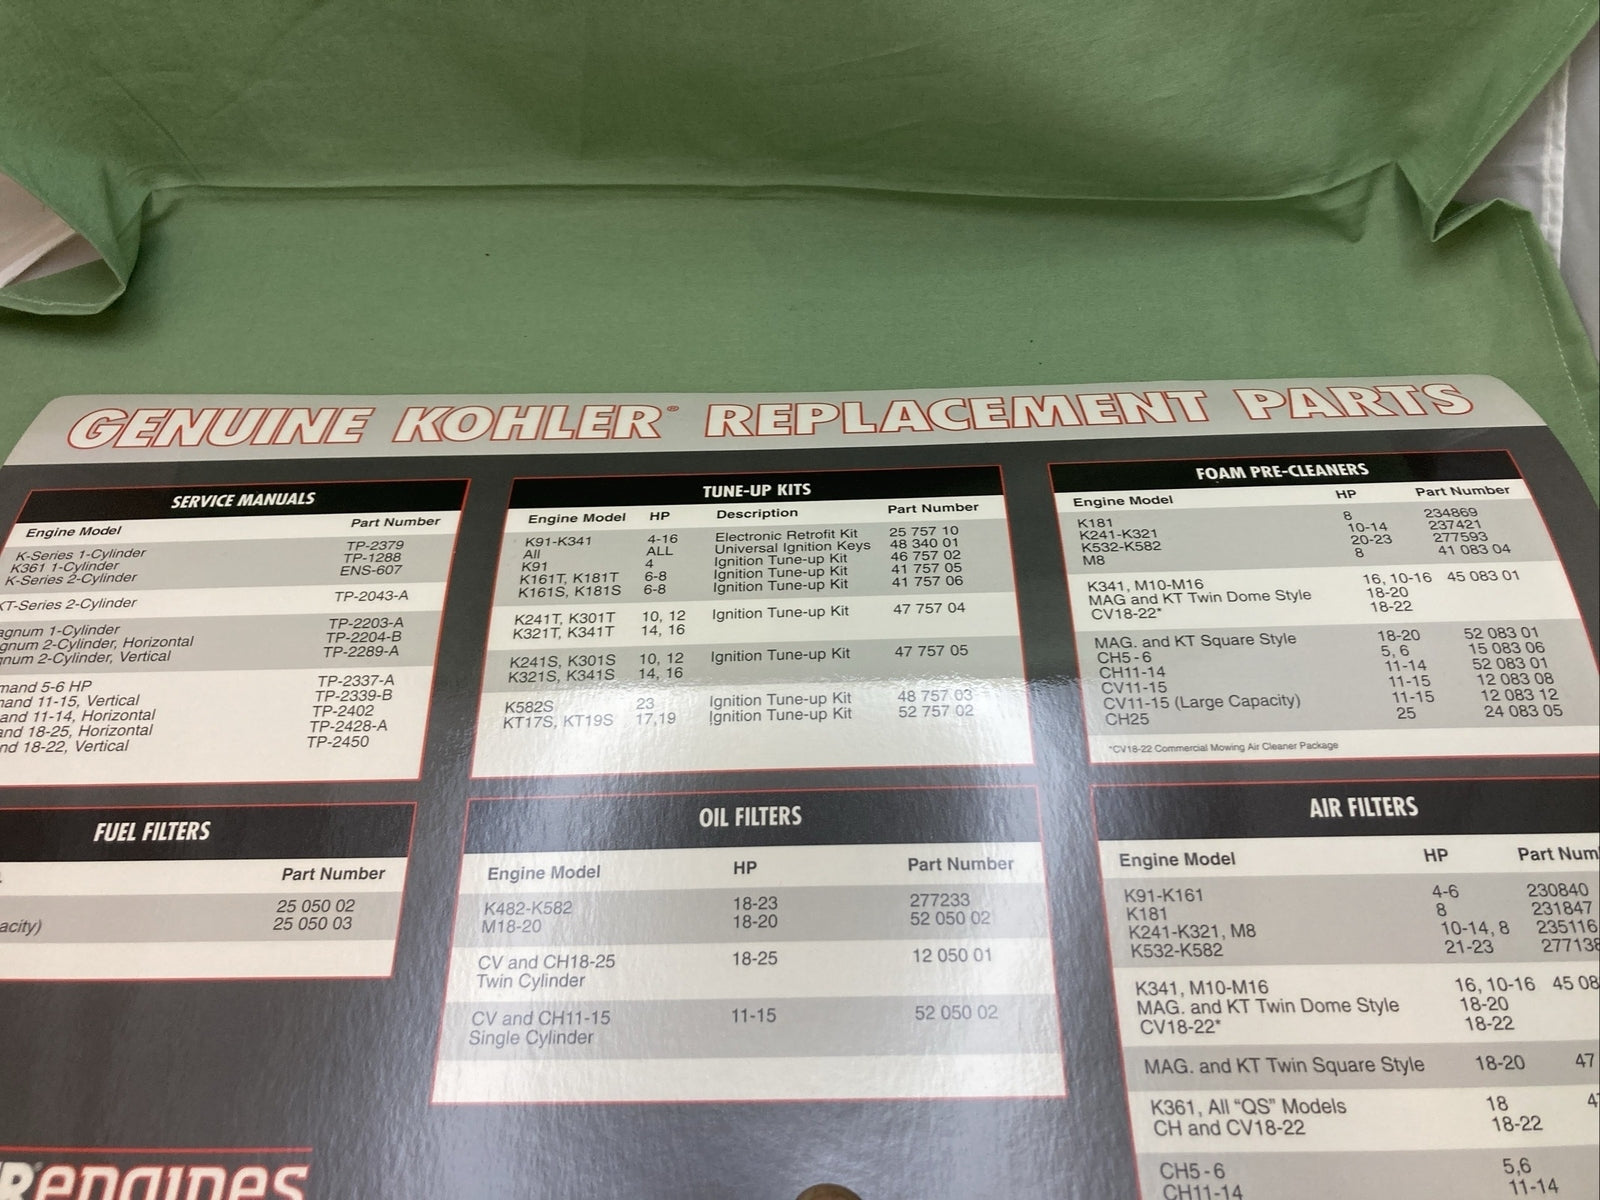 GENUINE KOHLER® REPLACEMENT PARTS
SERVICE MANUALS
Engine Model Part Number
K-Series 1-Cylinder TP-2379
K361 1-Cylinder TP-1288
K-Series 2-Cylinder ENS-607
KT-Series 2-Cylinder TP-2043-A
agnum 1-Cylinder TP-2203-A
gnum 2-Cylinder, Horizontal TP-2204-B
gnum 2-Cylinder, Vertical TP-2289-A
mand 5-6 HP TP-2337-A
mand 11-15, Vertical TP-2339-B
and 11-14, Horizontal TP-2402
and 18-25, Horizontal TP-2428-A
nd 18-22, Vertical TP-2450
TUNE-UP KITS
Engine Model HP Description Part Number
K91-K341 4-16 Electronic Retrofit Kit 25 757 10
All ALL Universal Ignition Keys 48 340 01
K91 4 Ignition Tune-up Kit 46 757 02
K161T, K181T 6-8 Ignition Tune-up Kit 41 757 05
K161S, K181S 6-8 Ignition Tune-up Kit 41 757 06
K241T, K301T 10, 12 Ignition Tune-up Kit 47 757 04
K321T, K341T 14, 16
K241S, K301S 10, 12 Ignition Tune-up Kit 47 757 05
K321S, K341S 14, 16
K582S 23 Ignition Tune-up Kit 48 757 03
KT17S, KT19S 17,19 Ignition Tune-up Kit 52 757 02
FOAM PRE-CLEANERS
Engine Model HP Part Number
K181 8 234869
K241-K321 10-14 237421
K532-K582 20-23 277593
M8 8 41 083 04
K341, M10-M16 16, 10-16 45 083 01
MAG and KT Twin Dome Style 18-20
CV18-22* 18-22
MAG. and KT Square Style 18-20 52 083 01
CH5-6 5, 6 15 083 06
CH11-14 11-14 52 083 01
CV11-15 11-15 12 083 08
CV11-15 (Large Capacity) 11-15 12 083 12
CH25 25 24 083 05
*CV18-22 Commercial Mowing Air Cleaner Package
FUEL FILTERS
Part Number
25 050 02
acity) 25 050 03
OIL FILTERS
Engine Model HP Part Number
K482-K582 18-23 277233
M18-20 18-20 52 050 02
CV and CH18-25 18-25 12 050 01
Twin Cylinder
CV and CH11-15 11-15 52 050 02
Single Cylinder
AIR FILTERS
Engine Model HP Part Num
K91-K161 4-6 230840
K181 8 231847
K241-K321, M8 10-14, 8 235116
K532-K582 21-23 277138
K341, M10-M16 16, 10-16 45 08
MAG. and KT Twin Dome Style 18-20
CV18-22* 18-22
MAG. and KT Twin Square Style 18-20 47
K361, All "QS" Models 18 4
CH and CV18-22 18-22
CH5-6 5,6
CH11-14 11-14
R® engines